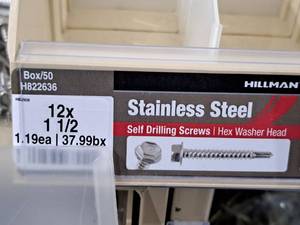 Box/50
H822636
HILLMAN
12x
1 1/2
1.19ea | 37.99bx
HILLMAN
Stainless Steel
Self Drilling Screws | Hex Washer Head